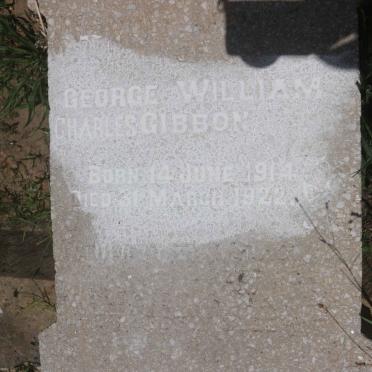 GEORGE WILLIAM
CHARLES GIBBON
BORN 14 JUNE 1914
DIED 31 MARCH 1922